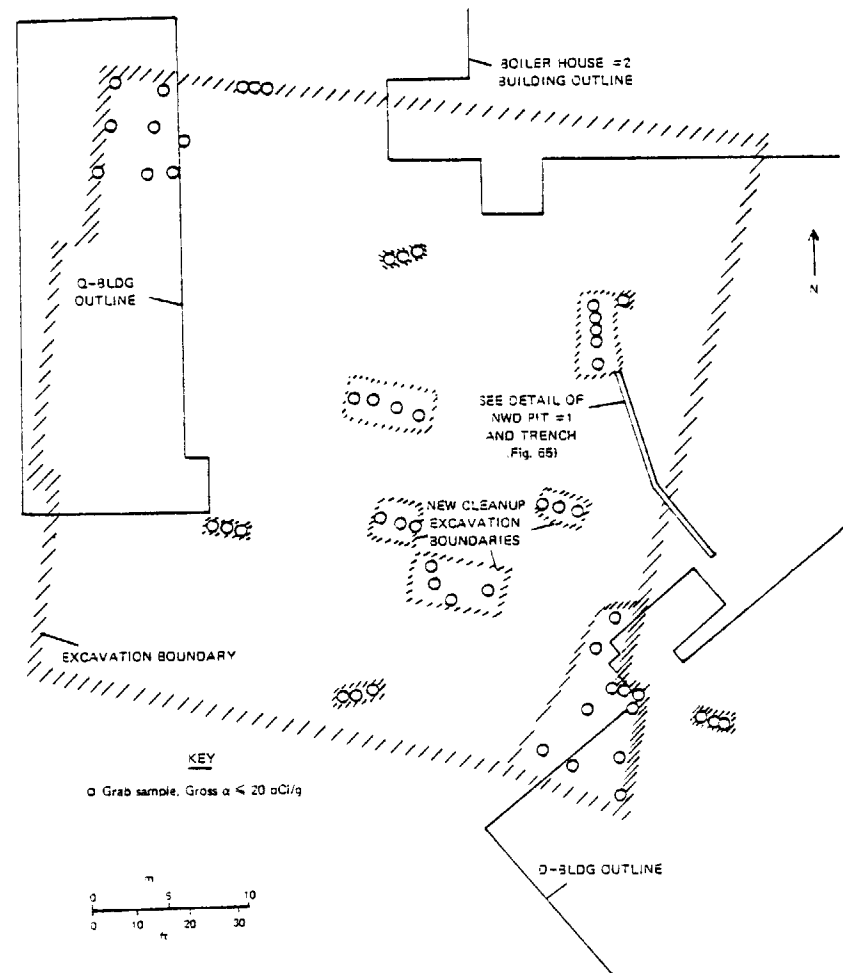 BOILER HOUSE =2
BUILDING OUTLINE
N
Q-BLDG
OUTLINE
SEE DETAIL OF
NWD PIT =1
AND TRENCH
(Fig. 65)
NEW CLEANUP
EXCAVATION
BOUNDARIES
EXCAVATION BOUNDARY
KEY
O Grab sample, Gross α ≤ 20 pCi/g
D-BLDG OUTLINE
m
0 5 10
0 10 20 30
ft